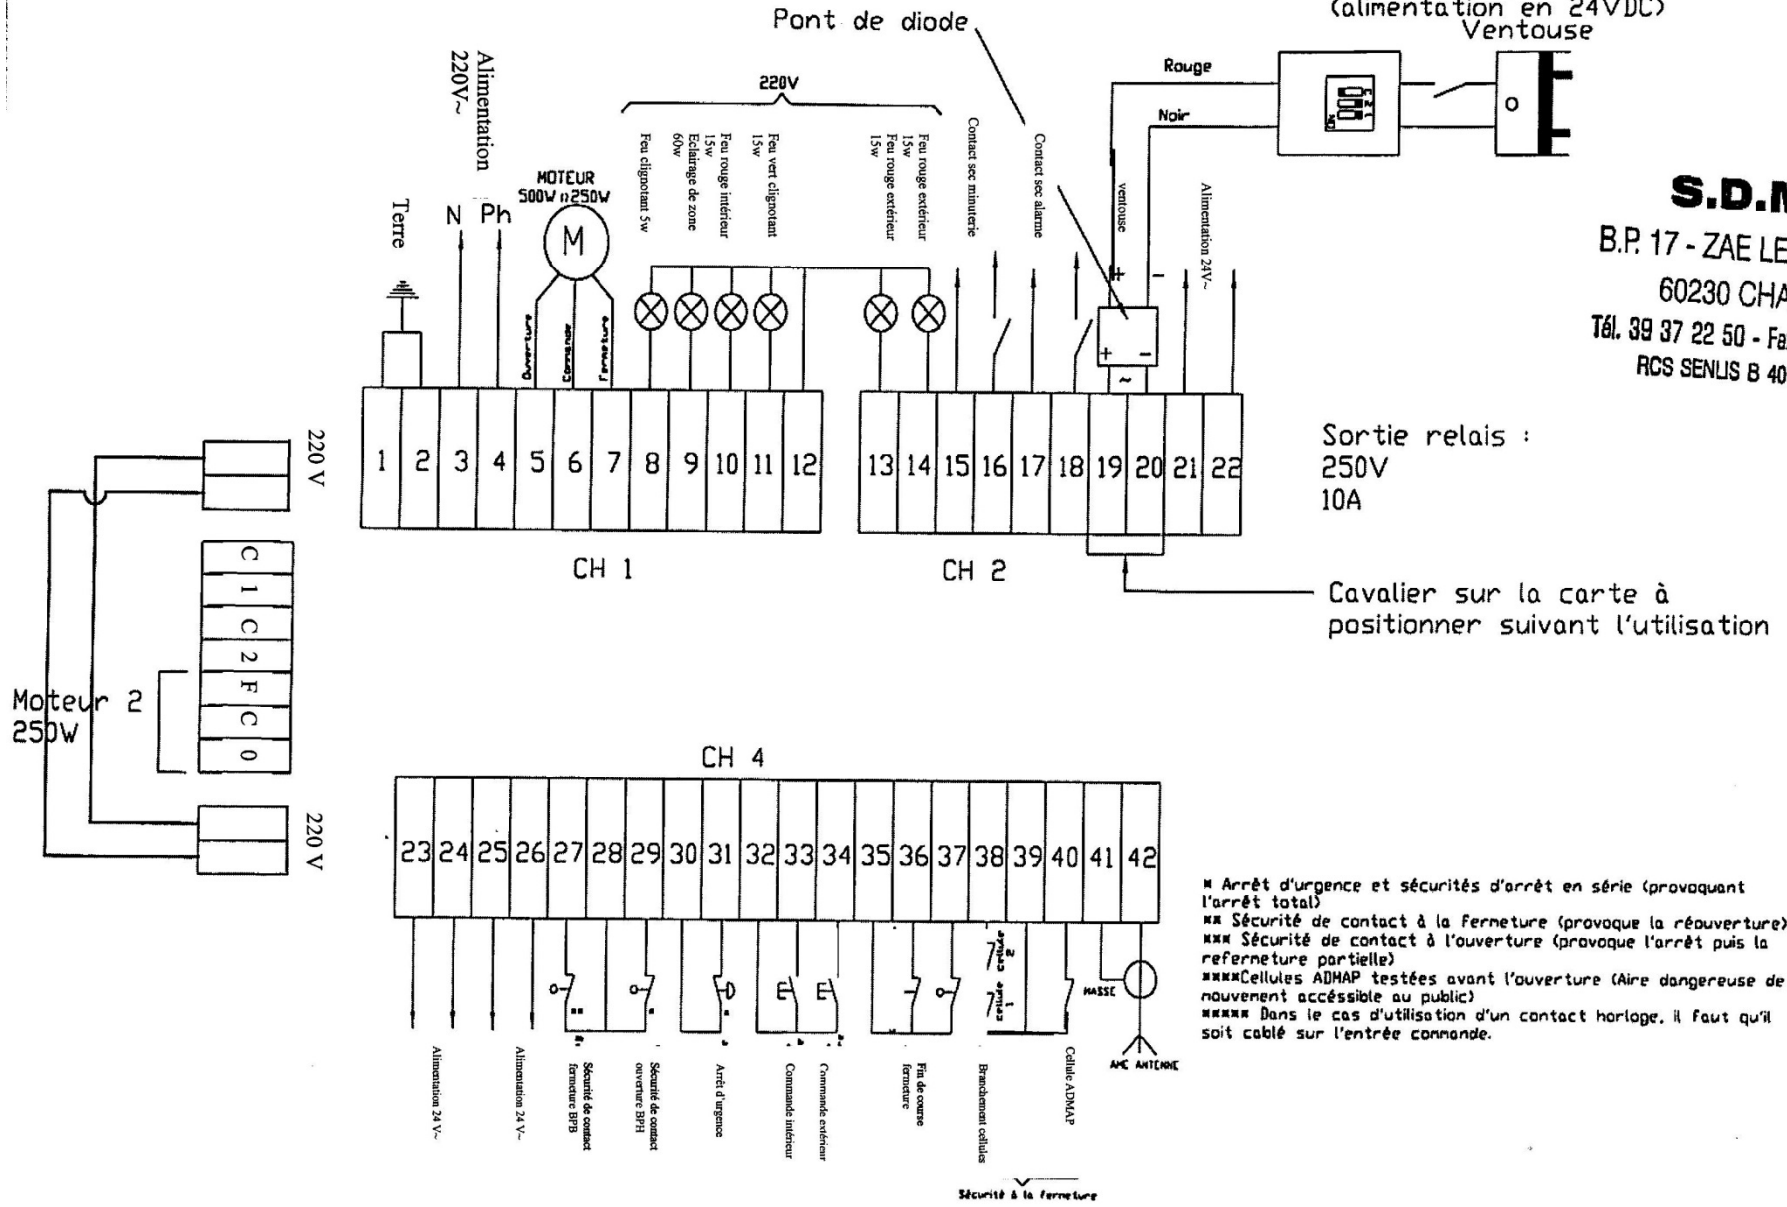 Pont de diode
(alimentation en 24VDC)
Ventouse
Rouge
Noir
Alimentation
220V~
220V
Terre
N Ph
MOTEUR
500W
250W
M
Ouverture
Commun
Fermeture
Feu clignotant 5w
Eclairage de zone
60w
Feu rouge intérieur
15w
Feu vert clignotant
15w
Feu rouge extérieur
15w
Feu rouge extérieur
15w
Contact sec minuterie
Contact sec alarme
ventouse
Alimentation 24V~
+ -
+ -
~
S.D.M
B.P. 17 - ZAE LE
60230 CHA
Tél. 39 37 22 50 - Fa
RCS SENLIS B 40
1 2 3 4 5 6 7 8 9 10 11 12
13 14 15 16 17 18 19 20 21 22
CH 1
CH 2
Sortie relais :
250V
10A
Cavalier sur la carte à
positionner suivant l'utilisation
220 V
C
1
C
2
F
C
0
Moteur 2
250W
220 V
CH 4
23 24 25 26 27 28 29 30 31 32 33 34 35 36 37 38 39 40 41 42
cellule 2
cellule 1
MASSE
AME ANTENNE
Alimentation 24 V~
Alimentation 24 V~
Sécurité de contact
fermeture BPB
Sécurité de contact
ouverture BPH
Arrêt d'urgence
Commande intérieur
Commande extérieur
Fin de course
fermeture
Branchement cellules
Cellule ADMAP
Sécurité à la fermeture
* Arrêt d'urgence et sécurités d'arrêt en série (provoquant
l'arrêt total)
** Sécurité de contact à la fermeture (provoque la réouverture)
*** Sécurité de contact à l'ouverture (provoque l'arrêt puis la
refermeture partielle)
****Cellules ADMAP testées avant l'ouverture (Aire dangereuse de
mouvement accéssible au public)
***** Dans le cas d'utilisation d'un contact horloge, il faut qu'il
soit cablé sur l'entrée commande.